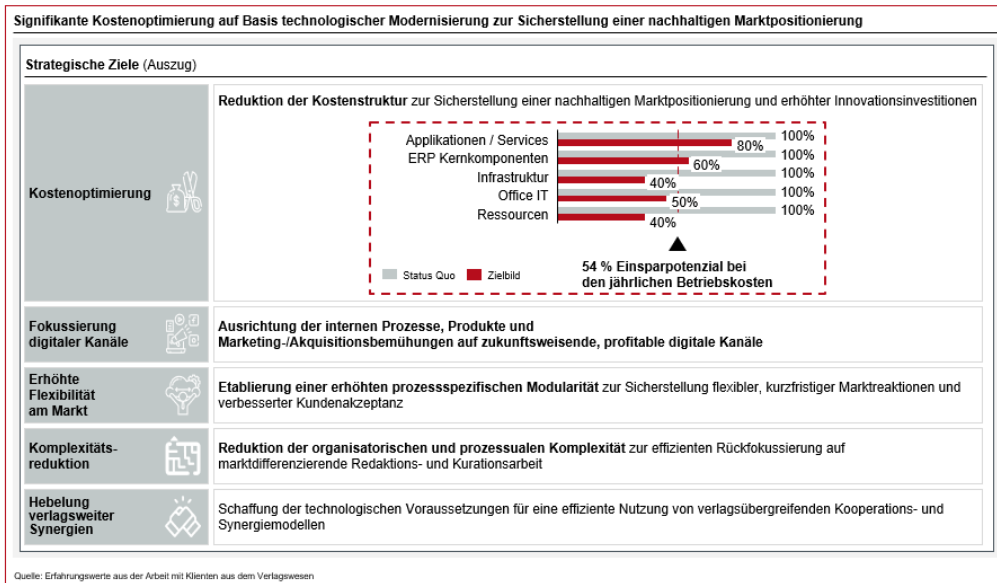 Signifikante Kostenoptimierung auf Basis technologischer Modernisierung zur Sicherstellung einer nachhaltigen Marktpositionierung
Strategische Ziele (Auszug)
Kostenoptimierung
Reduktion der Kostenstruktur zur Sicherstellung einer nachhaltigen Marktpositionierung und erhöhter Innovationsinvestitionen
Applikationen / Services 100% 80%
ERP Kernkomponenten 100% 60%
Infrastruktur 100% 40%
Office IT 100% 50%
Ressourcen 100% 40%
Status Quo Zielbild
54 % Einsparpotenzial bei
den jährlichen Betriebskosten
Fokussierung
digitaler Kanäle
Ausrichtung der internen Prozesse, Produkte und
Marketing-/Akquisitionsbemühungen auf zukunftsweisende, profitable digitale Kanäle
Erhöhte
Flexibilität
am Markt
Etablierung einer erhöhten prozessspezifischen Modularität zur Sicherstellung flexibler, kurzfristiger Marktreaktionen und
verbesserter Kundenakzeptanz
Komplexitäts-
reduktion
Reduktion der organisatorischen und prozessualen Komplexität zur effizienten Rückfokussierung auf
marktdifferenzierende Redaktions- und Kurationsarbeit
Hebelung
verlagsweiter
Synergien
Schaffung der technologischen Voraussetzungen für eine effiziente Nutzung von verlagsübergreifenden Kooperations- und
Synergiemodellen
Quelle: Erfahrungswerte aus der Arbeit mit Klienten aus dem Verlagswesen